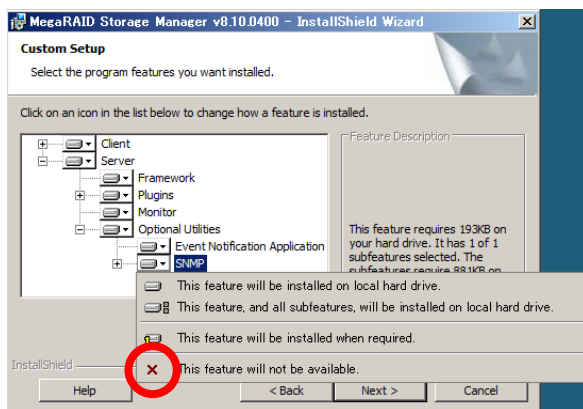 MegaRAID Storage Manager v8.10.0400 – InstallShield Wizard
Custom Setup
Select the program features you want installed.
Click on an icon in the list below to change how a feature is installed.
Client
Server
Framework
Plugins
Monitor
Optional Utilities
Event Notification Application
SNMP
Feature Description
This feature requires 193KB on
your hard drive. It has 1 of 1
subfeatures selected. The
subfeatures require 881KB on
This feature will be installed on local hard drive.
This feature, and all subfeatures, will be installed on local hard drive.
This feature will be installed when required.
This feature will not be available.
InstallShield
Help
< Back
Next >
Cancel